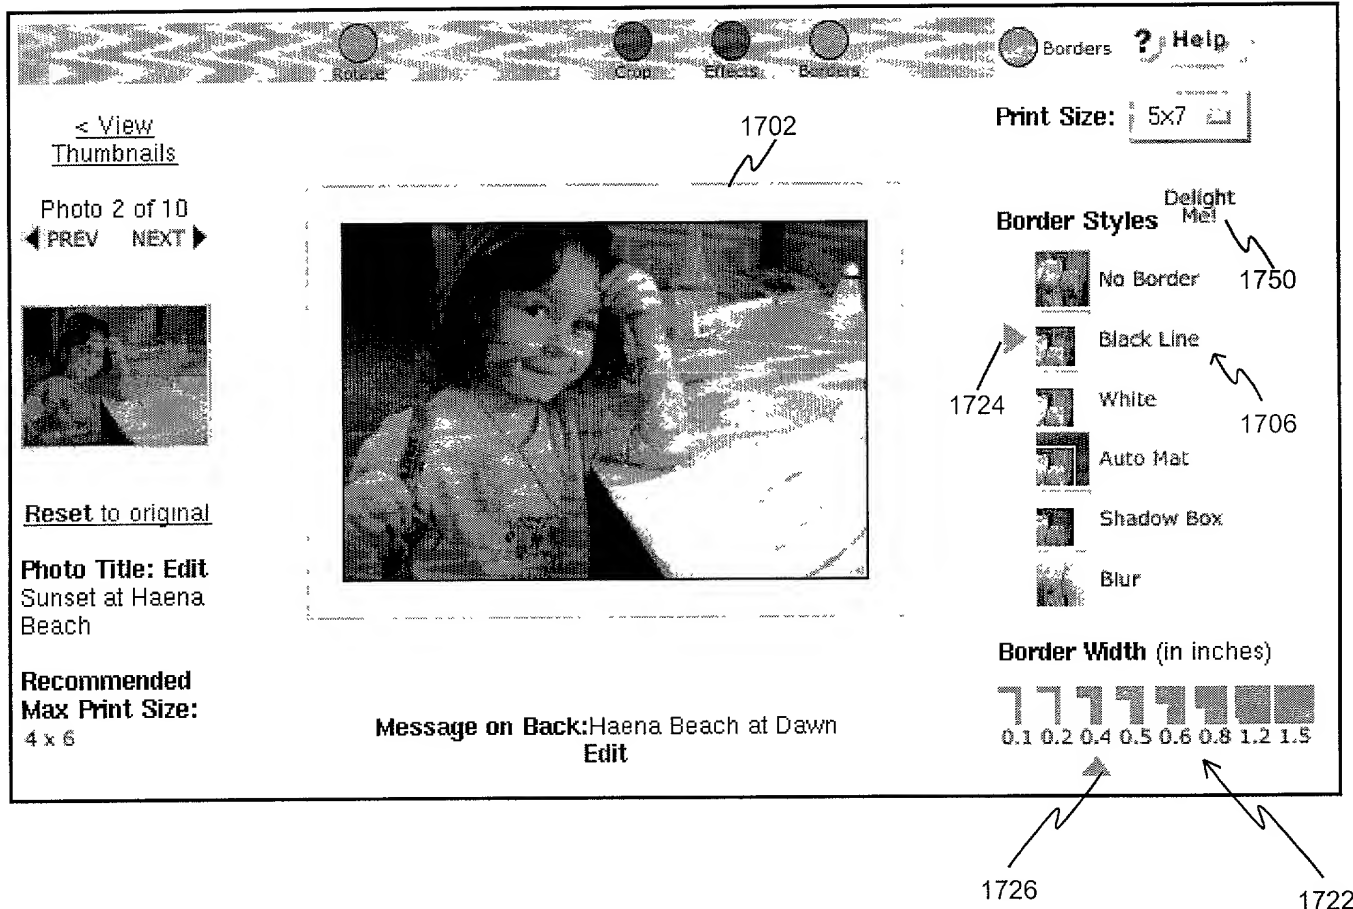 Rotate
Crop
Effects
Borders
Borders
? Help
< View
Thumbnails
Photo 2 of 10
PREV NEXT
Reset to original
Photo Title: Edit
Sunset at Haena
Beach
Recommended
Max Print Size:
4 x 6
1702
Message on Back:Haena Beach at Dawn
Edit
Print Size: 5x7
Delight
Me!
Border Styles
1750
No Border
Black Line
1724
White
1706
Auto Mat
Shadow Box
Blur
Border Width (in inches)
0.1 0.2 0.4 0.5 0.6 0.8 1.2 1.5
1726
1722